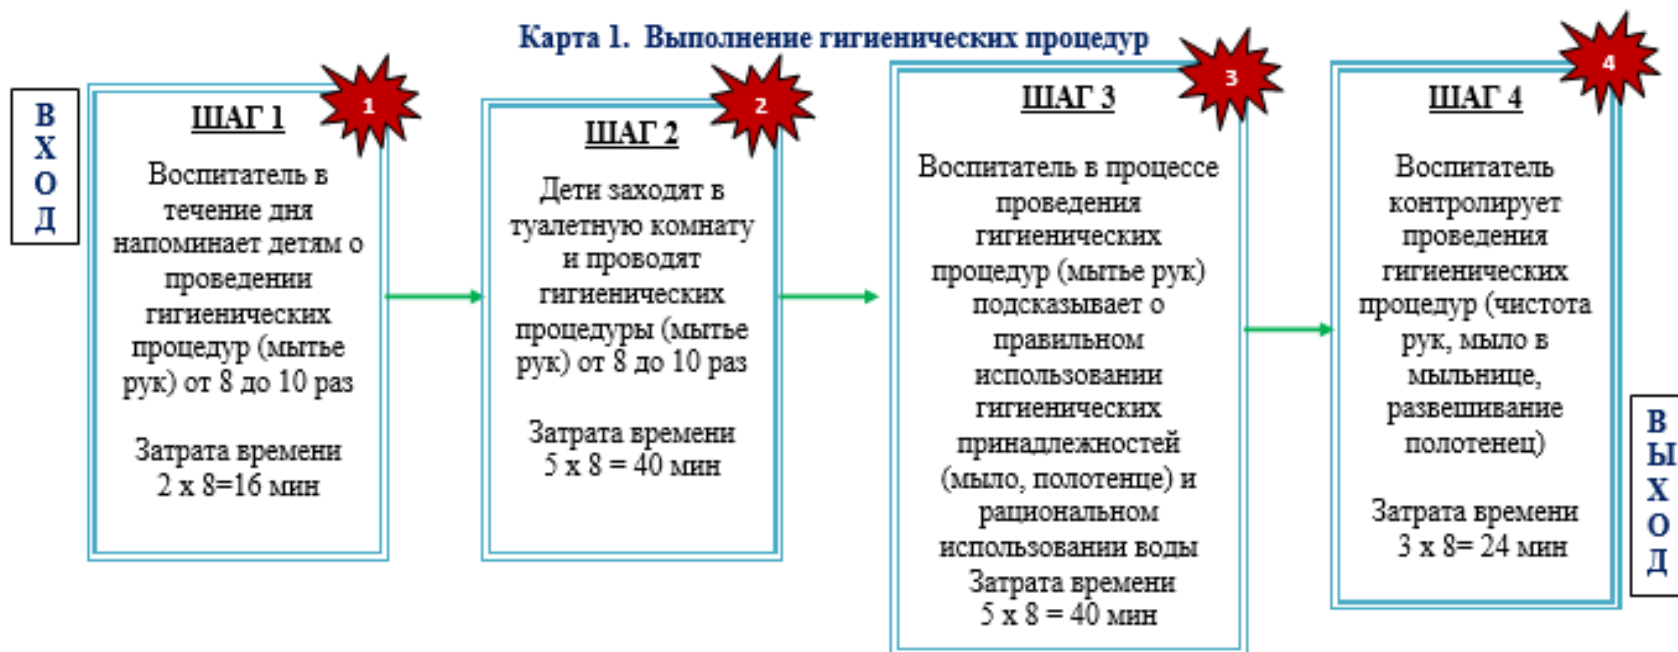 Карта 1. Выполнение гигиенических процедур
В
Х
О
Д
1
ШАГ 1
Воспитатель в
течение дня
напоминает детям о
проведении
гигиенических
процедур (мытье
рук) от 8 до 10 раз
Затрата времени
2 х 8=16 мин
2
ШАГ 2
Дети заходят в
туалетную комнату
и проводят
гигиенических
процедуры (мытье
рук) от 8 до 10 раз
Затрата времени
5 х 8 = 40 мин
3
ШАГ 3
Воспитатель в процессе
проведения
гигиенических
процедур (мытье рук)
подсказывает о
правильном
использовании
гигиенических
принадлежностей
(мыло, полотенце) и
рациональном
использовании воды
Затрата времени
5 х 8 = 40 мин
4
ШАГ 4
Воспитатель
контролирует
проведения
гигиенических
процедур (чистота
рук, мыло в
мыльнице,
развешивание
полотенец)
Затрата времени
3 х 8= 24 мин
В
Ы
Х
О
Д